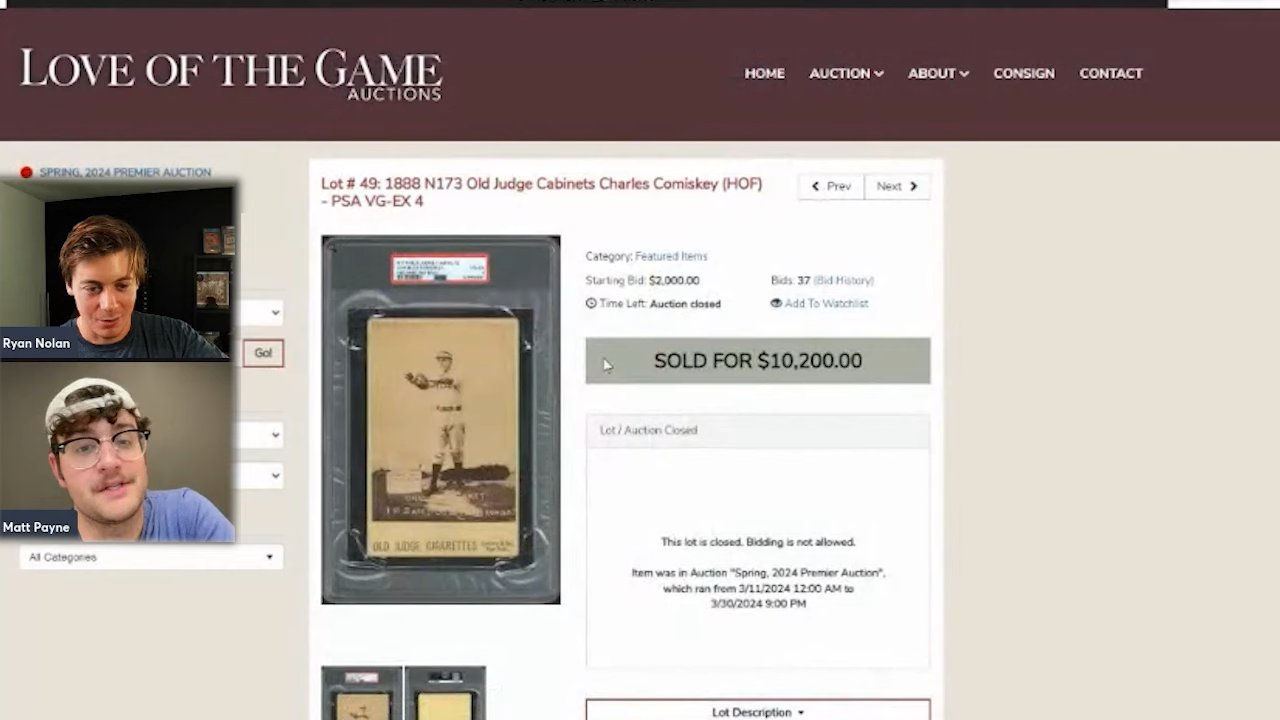 LOVE OF THE GAME
AUCTIONS
HOME
AUCTION
ABOUT
CONSIGN
CONTACT
SPRING, 2024 PREMIER AUCTION
Lot # 49: 1888 N173 Old Judge Cabinets Charles Comiskey (HOF)
- PSA VG-EX 4
Prev
Next
Category: Featured Items
Starting Bid: $2,000.00
Bids: 37 (Bid History)
Time Left: Auction closed
Add To Watchlist
SOLD FOR $10,200.00
Ryan Nolan
Go!
Lot / Auction Closed
Matt Payne
This lot is closed. Bidding is not allowed.
Item was in Auction "Spring, 2024 Premier Auction",
which ran from 3/11/2024 12:00 AM to
3/30/2024 9:00 PM
OLD JUDGE CIGARETTES
All Categories
Lot Description